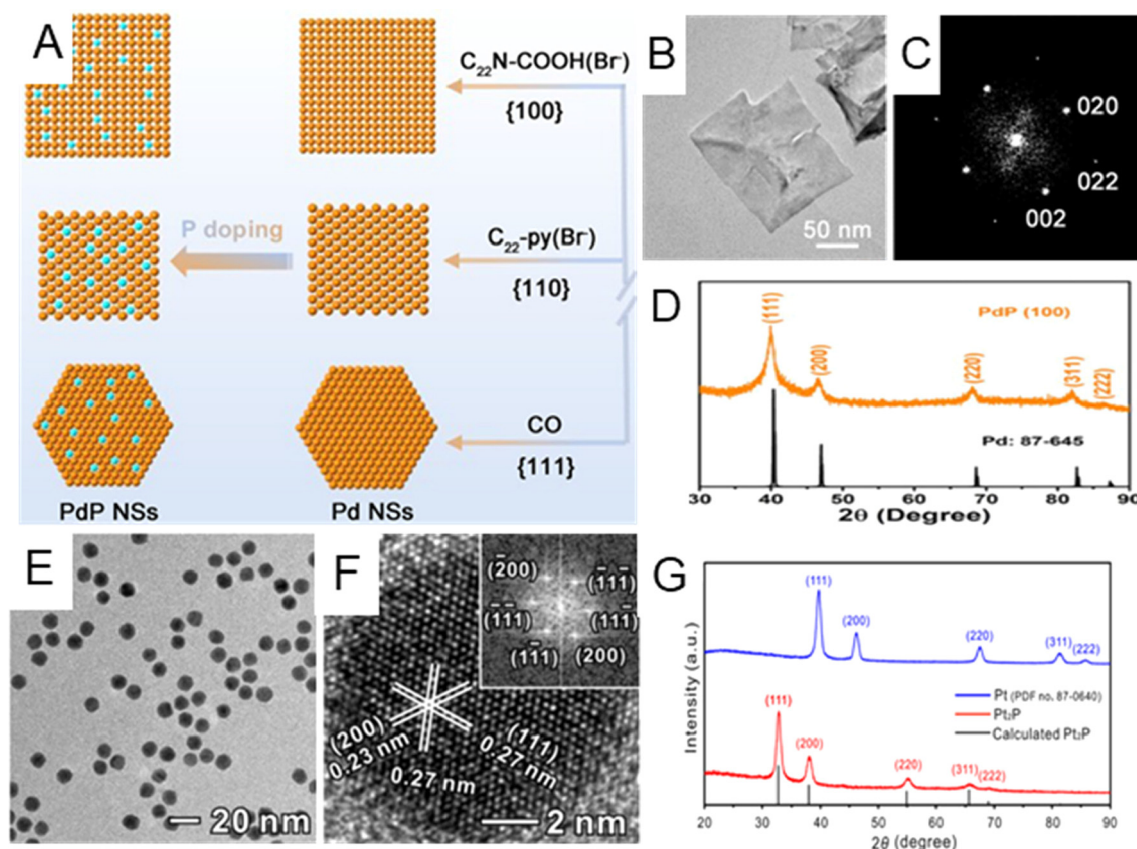 A
C₂₂N-COOH(Br⁻)
{100}
P doping
C₂₂-py(Br⁻)
{110}
CO
{111}
PdP NSs
Pd NSs
B
50 nm
C
020
022
002
D
PdP (100)
(111)
(200)
(220)
(311)
(222)
Pd: 87-645
30 40 50 60 70 80 90
2θ (Degree)
E
20 nm
F
(2̄00)
(1̄11̄)
(1̄1̄1)
(111̄)
(11̄1)
(200)
(200)
0.23 nm
0.27 nm
(111)
0.27 nm
2 nm
G
Intensity (a.u.)
(111)
(200)
(220)
(311)
(222)
Pt (PDF no. 87-0640)
Pt₂P
Calculated Pt₂P
(111)
(200)
(220)
(311)
(222)
20 30 40 50 60 70 80 90
2θ (degree)